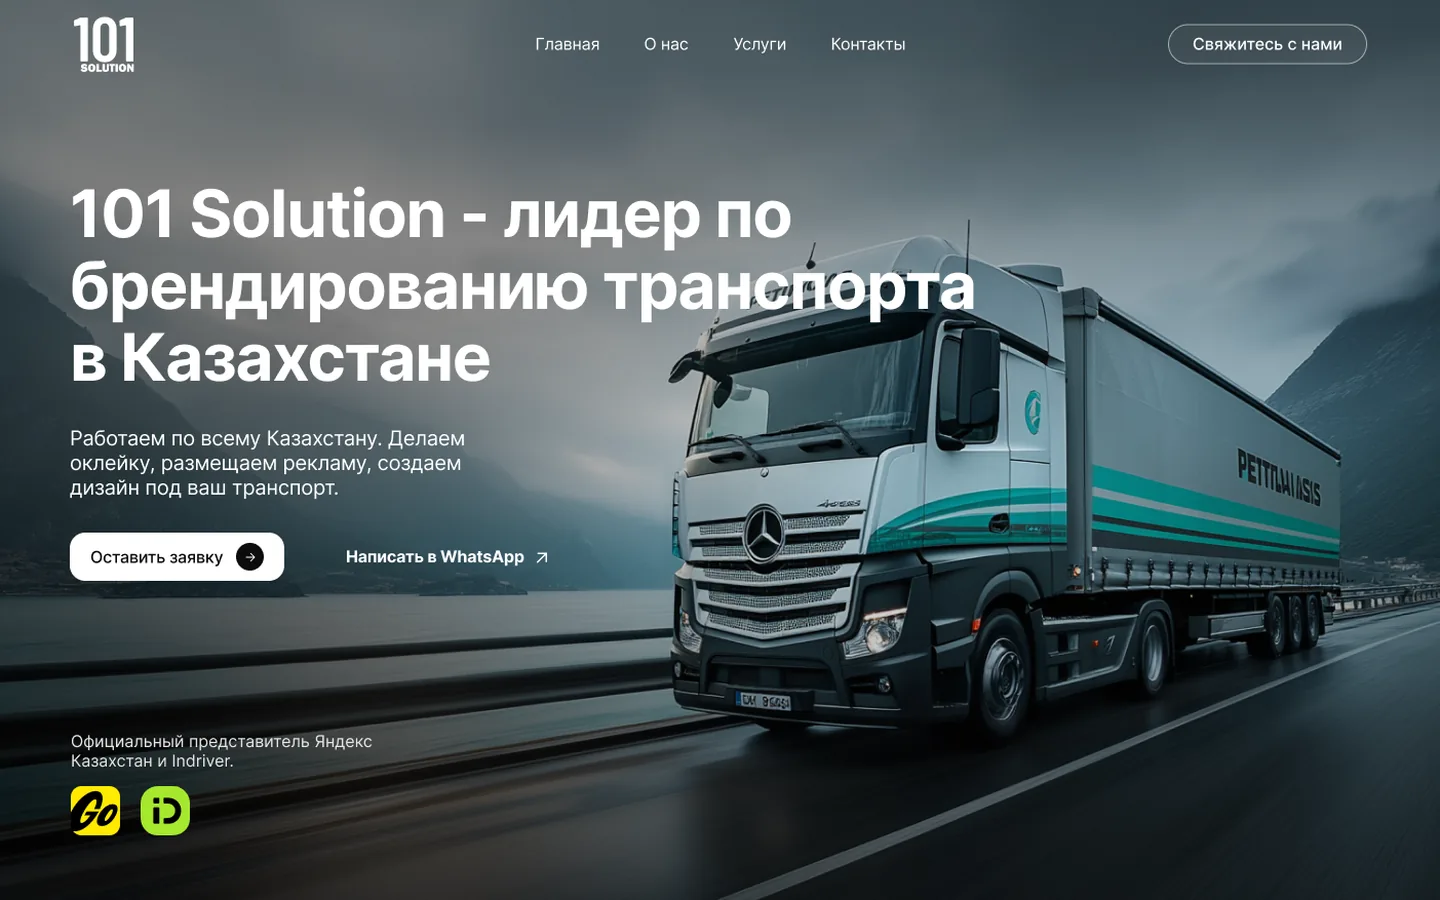 101
SOLUTION
Главная
О нас
Услуги
Контакты
Свяжитесь с нами
101 Solution - лидер по
брендированию транспорта
в Казахстане
Работаем по всему Казахстану. Делаем
оклейку, размещаем рекламу, создаем
дизайн под ваш транспорт.
Оставить заявку
Написать в WhatsApp
Официальный представитель Яндекс
Казахстан и Indriver.
Go
iD